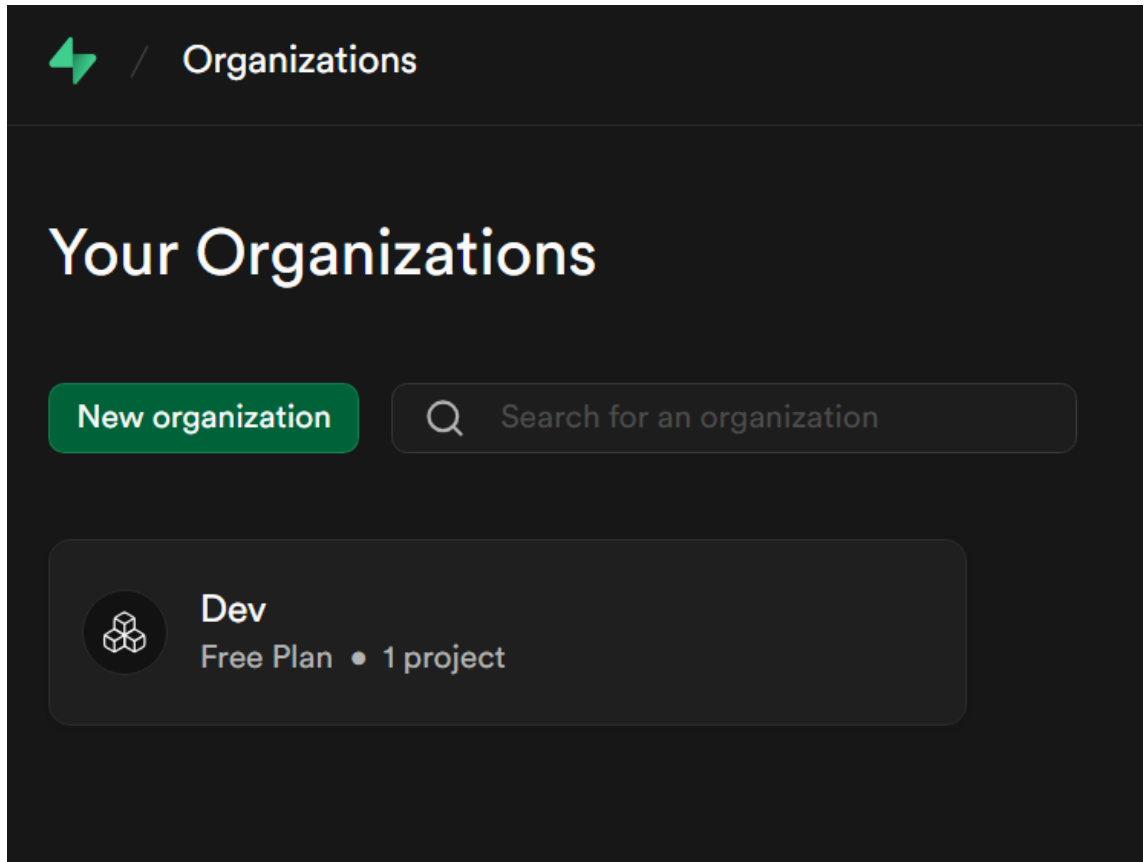 / Organizations
Your Organizations
New organization
Search for an organization
Dev
Free Plan • 1 project